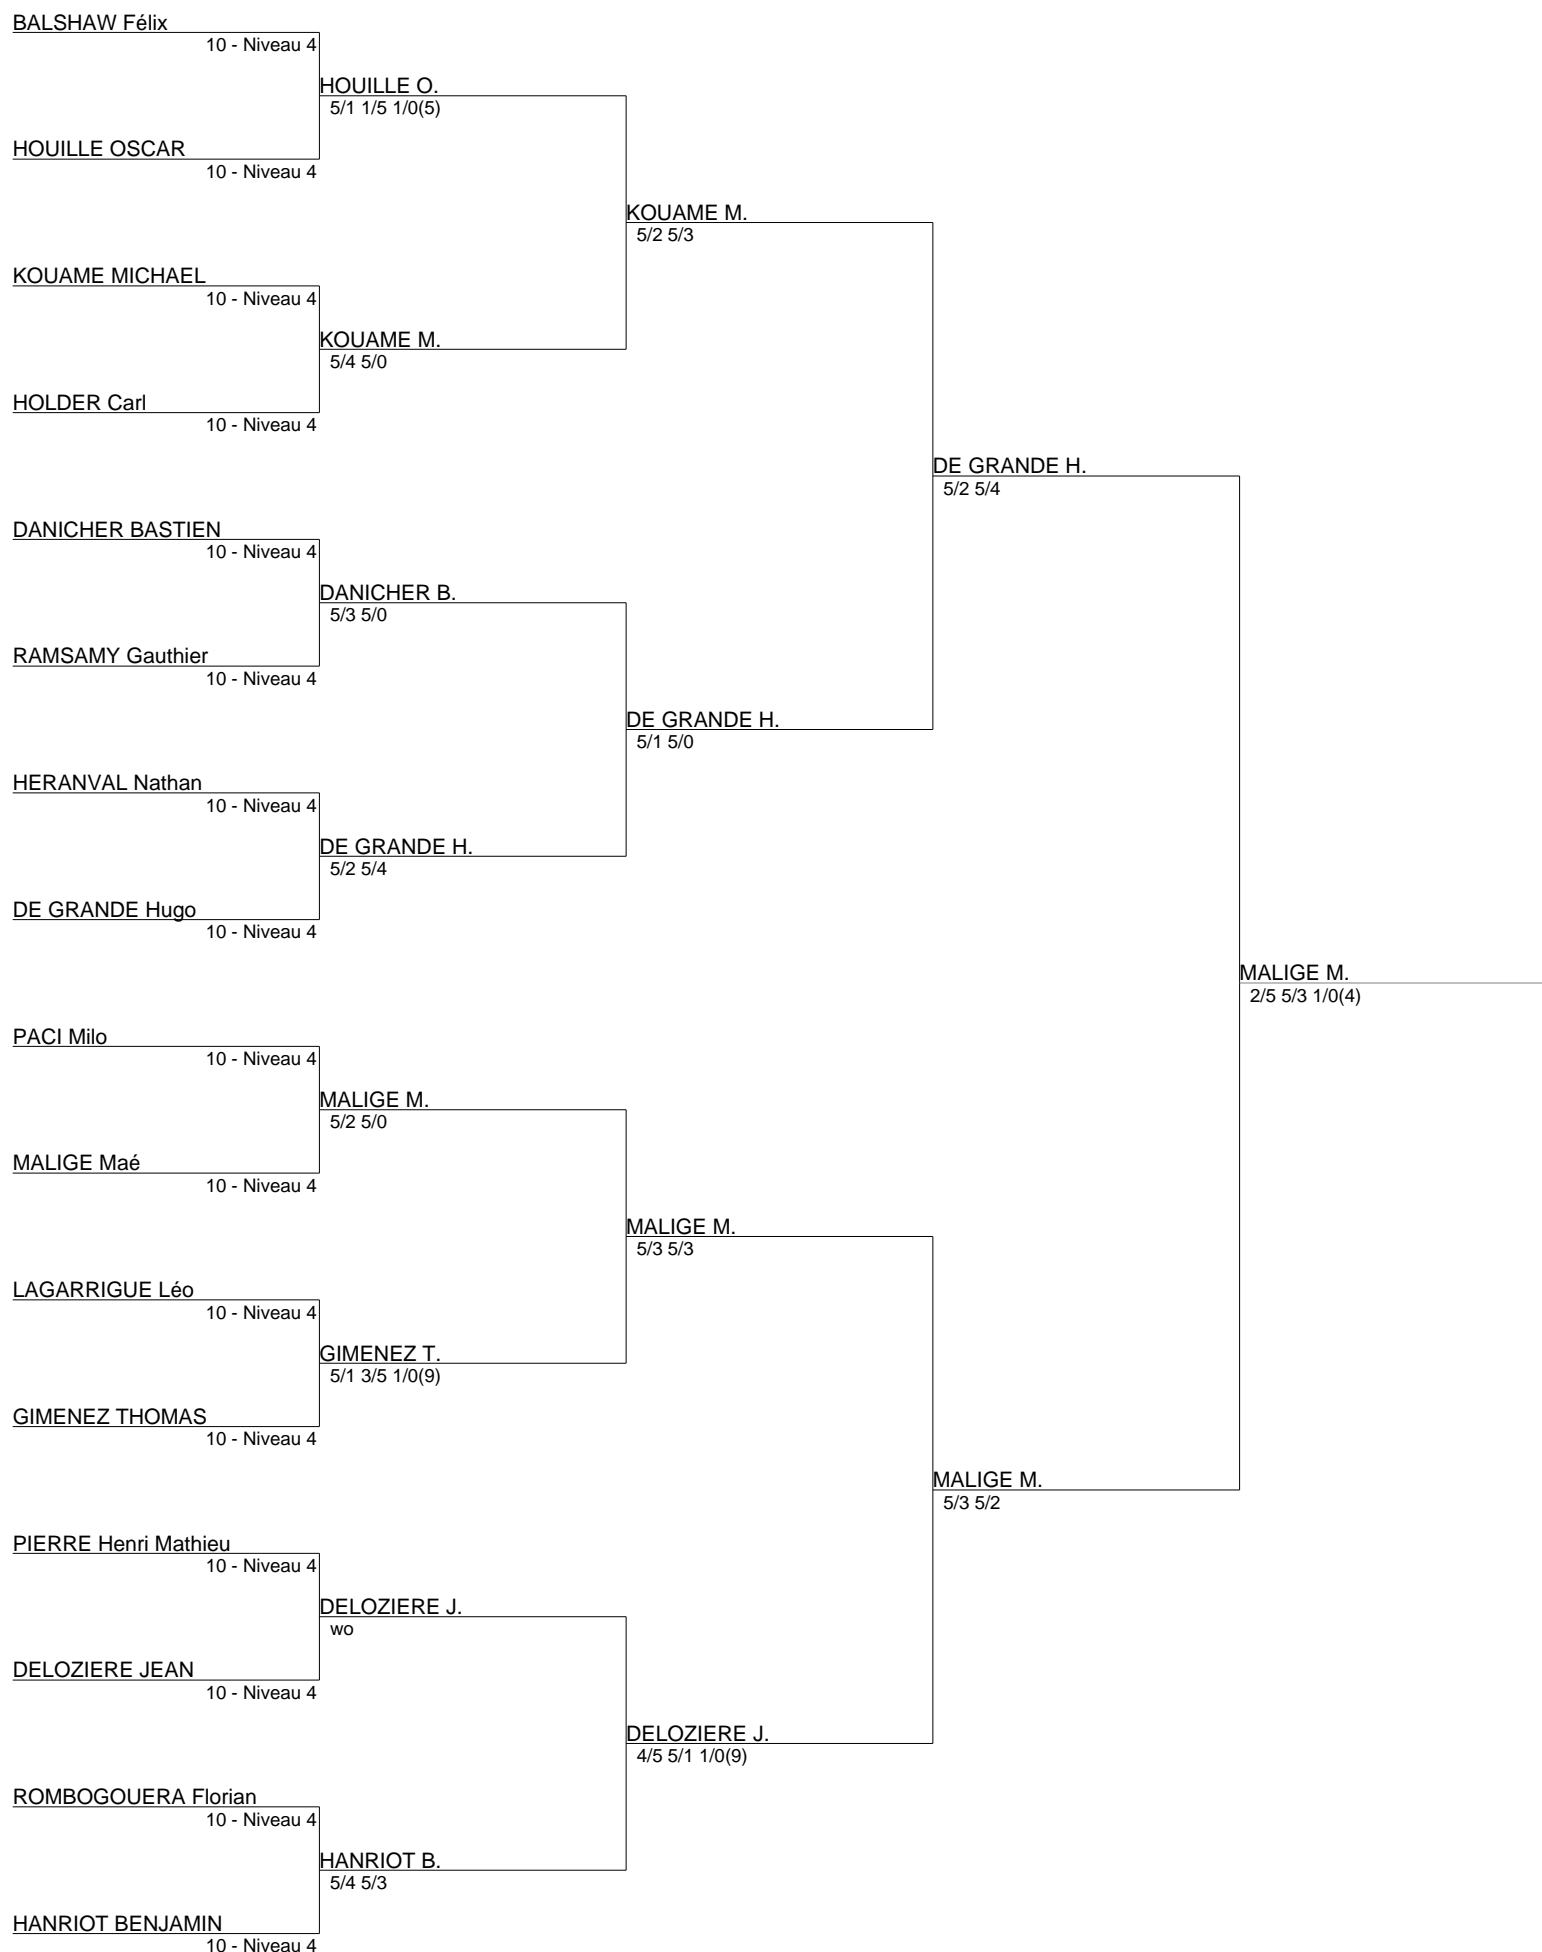 BALSHAW Félix
10 - Niveau 4
HOUILLE O.
5/1 1/5 1/0(5)
HOUILLE OSCAR
10 - Niveau 4
KOUAME M.
5/2 5/3
KOUAME MICHAEL
10 - Niveau 4
KOUAME M.
5/4 5/0
HOLDER Carl
10 - Niveau 4
DE GRANDE H.
5/2 5/4
DANICHER BASTIEN
10 - Niveau 4
DANICHER B.
5/3 5/0
RAMSAMY Gauthier
10 - Niveau 4
DE GRANDE H.
5/1 5/0
HERANVAL Nathan
10 - Niveau 4
DE GRANDE H.
5/2 5/4
DE GRANDE Hugo
10 - Niveau 4
MALIGE M.
2/5 5/3 1/0(4)
PACI Milo
10 - Niveau 4
MALIGE M.
5/2 5/0
MALIGE Maé
10 - Niveau 4
MALIGE M.
5/3 5/3
LAGARRIGUE Léo
10 - Niveau 4
GIMENEZ T.
5/1 3/5 1/0(9)
GIMENEZ THOMAS
10 - Niveau 4
MALIGE M.
5/3 5/2
PIERRE Henri Mathieu
10 - Niveau 4
DELOZIERE J.
wo
DELOZIERE JEAN
10 - Niveau 4
DELOZIERE J.
4/5 5/1 1/0(9)
ROMBOGOUERA Florian
10 - Niveau 4
HANRIOT B.
5/4 5/3
HANRIOT BENJAMIN
10 - Niveau 4